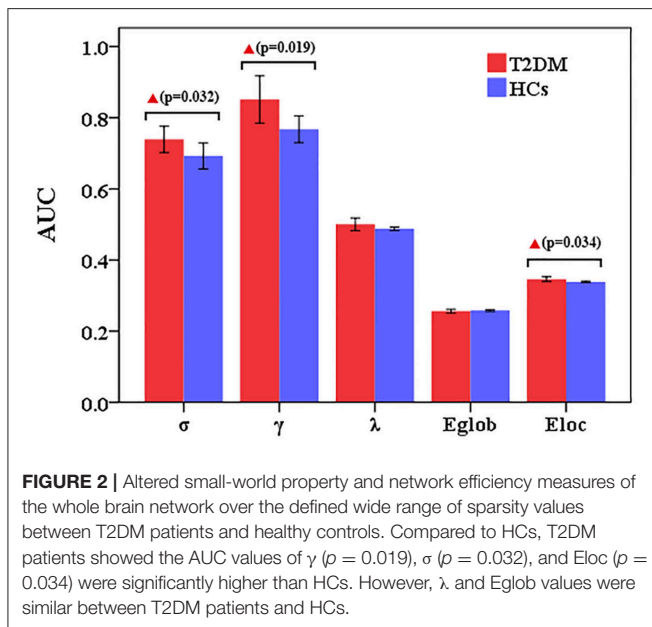 1.0
0.8
0.6
0.4
0.2
0.0
AUC
▲(p=0.032)
▲(p=0.019)
▲(p=0.034)
T2DM
HCs
σ γ λ Eglob Eloc
FIGURE 2 | Altered small-world property and network efficiency measures of
the whole brain network over the defined wide range of sparsity values
between T2DM patients and healthy controls. Compared to HCs, T2DM
patients showed the AUC values of γ (p = 0.019), σ (p = 0.032), and Eloc (p =
0.034) were significantly higher than HCs. However, λ and Eglob values were
similar between T2DM patients and HCs.